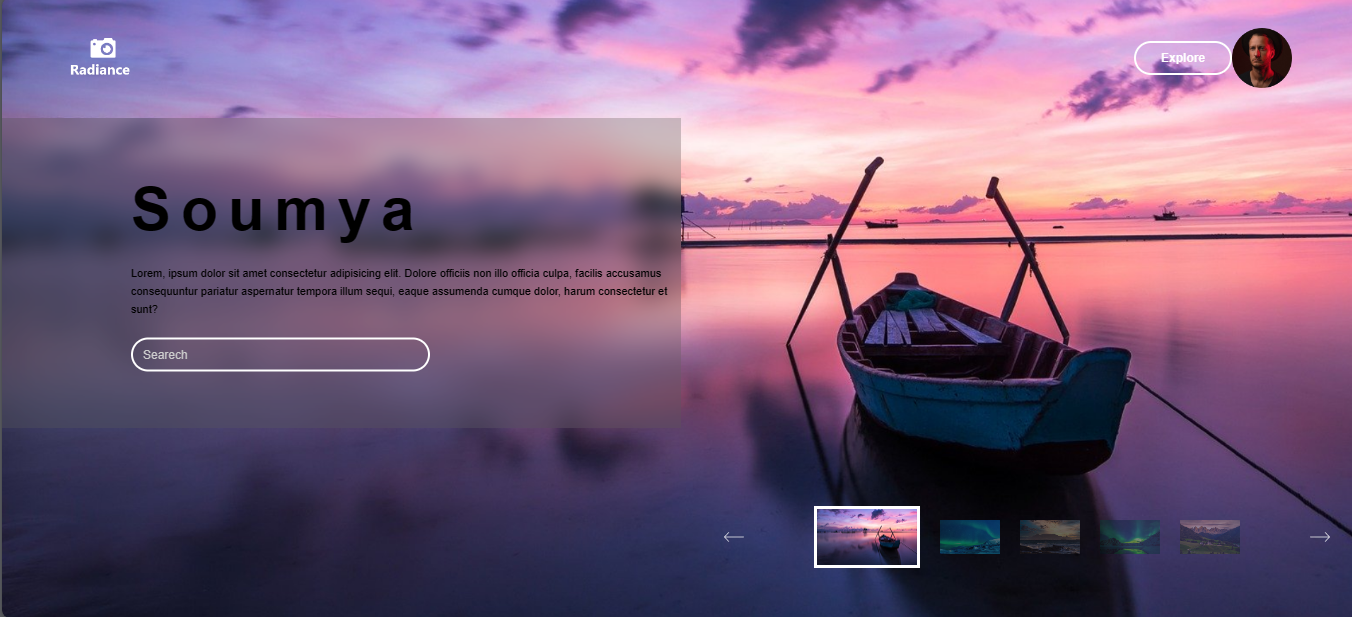 Radiance
Explore
Soumya
Lorem, ipsum dolor sit amet consectetur adipisicing elit. Dolore officiis non illo officia culpa, facilis accusamus
consequuntur pariatur aspernatur tempora illum sequi, eaque assumenda cumque dolor, harum consectetur et
sunt?
Searech